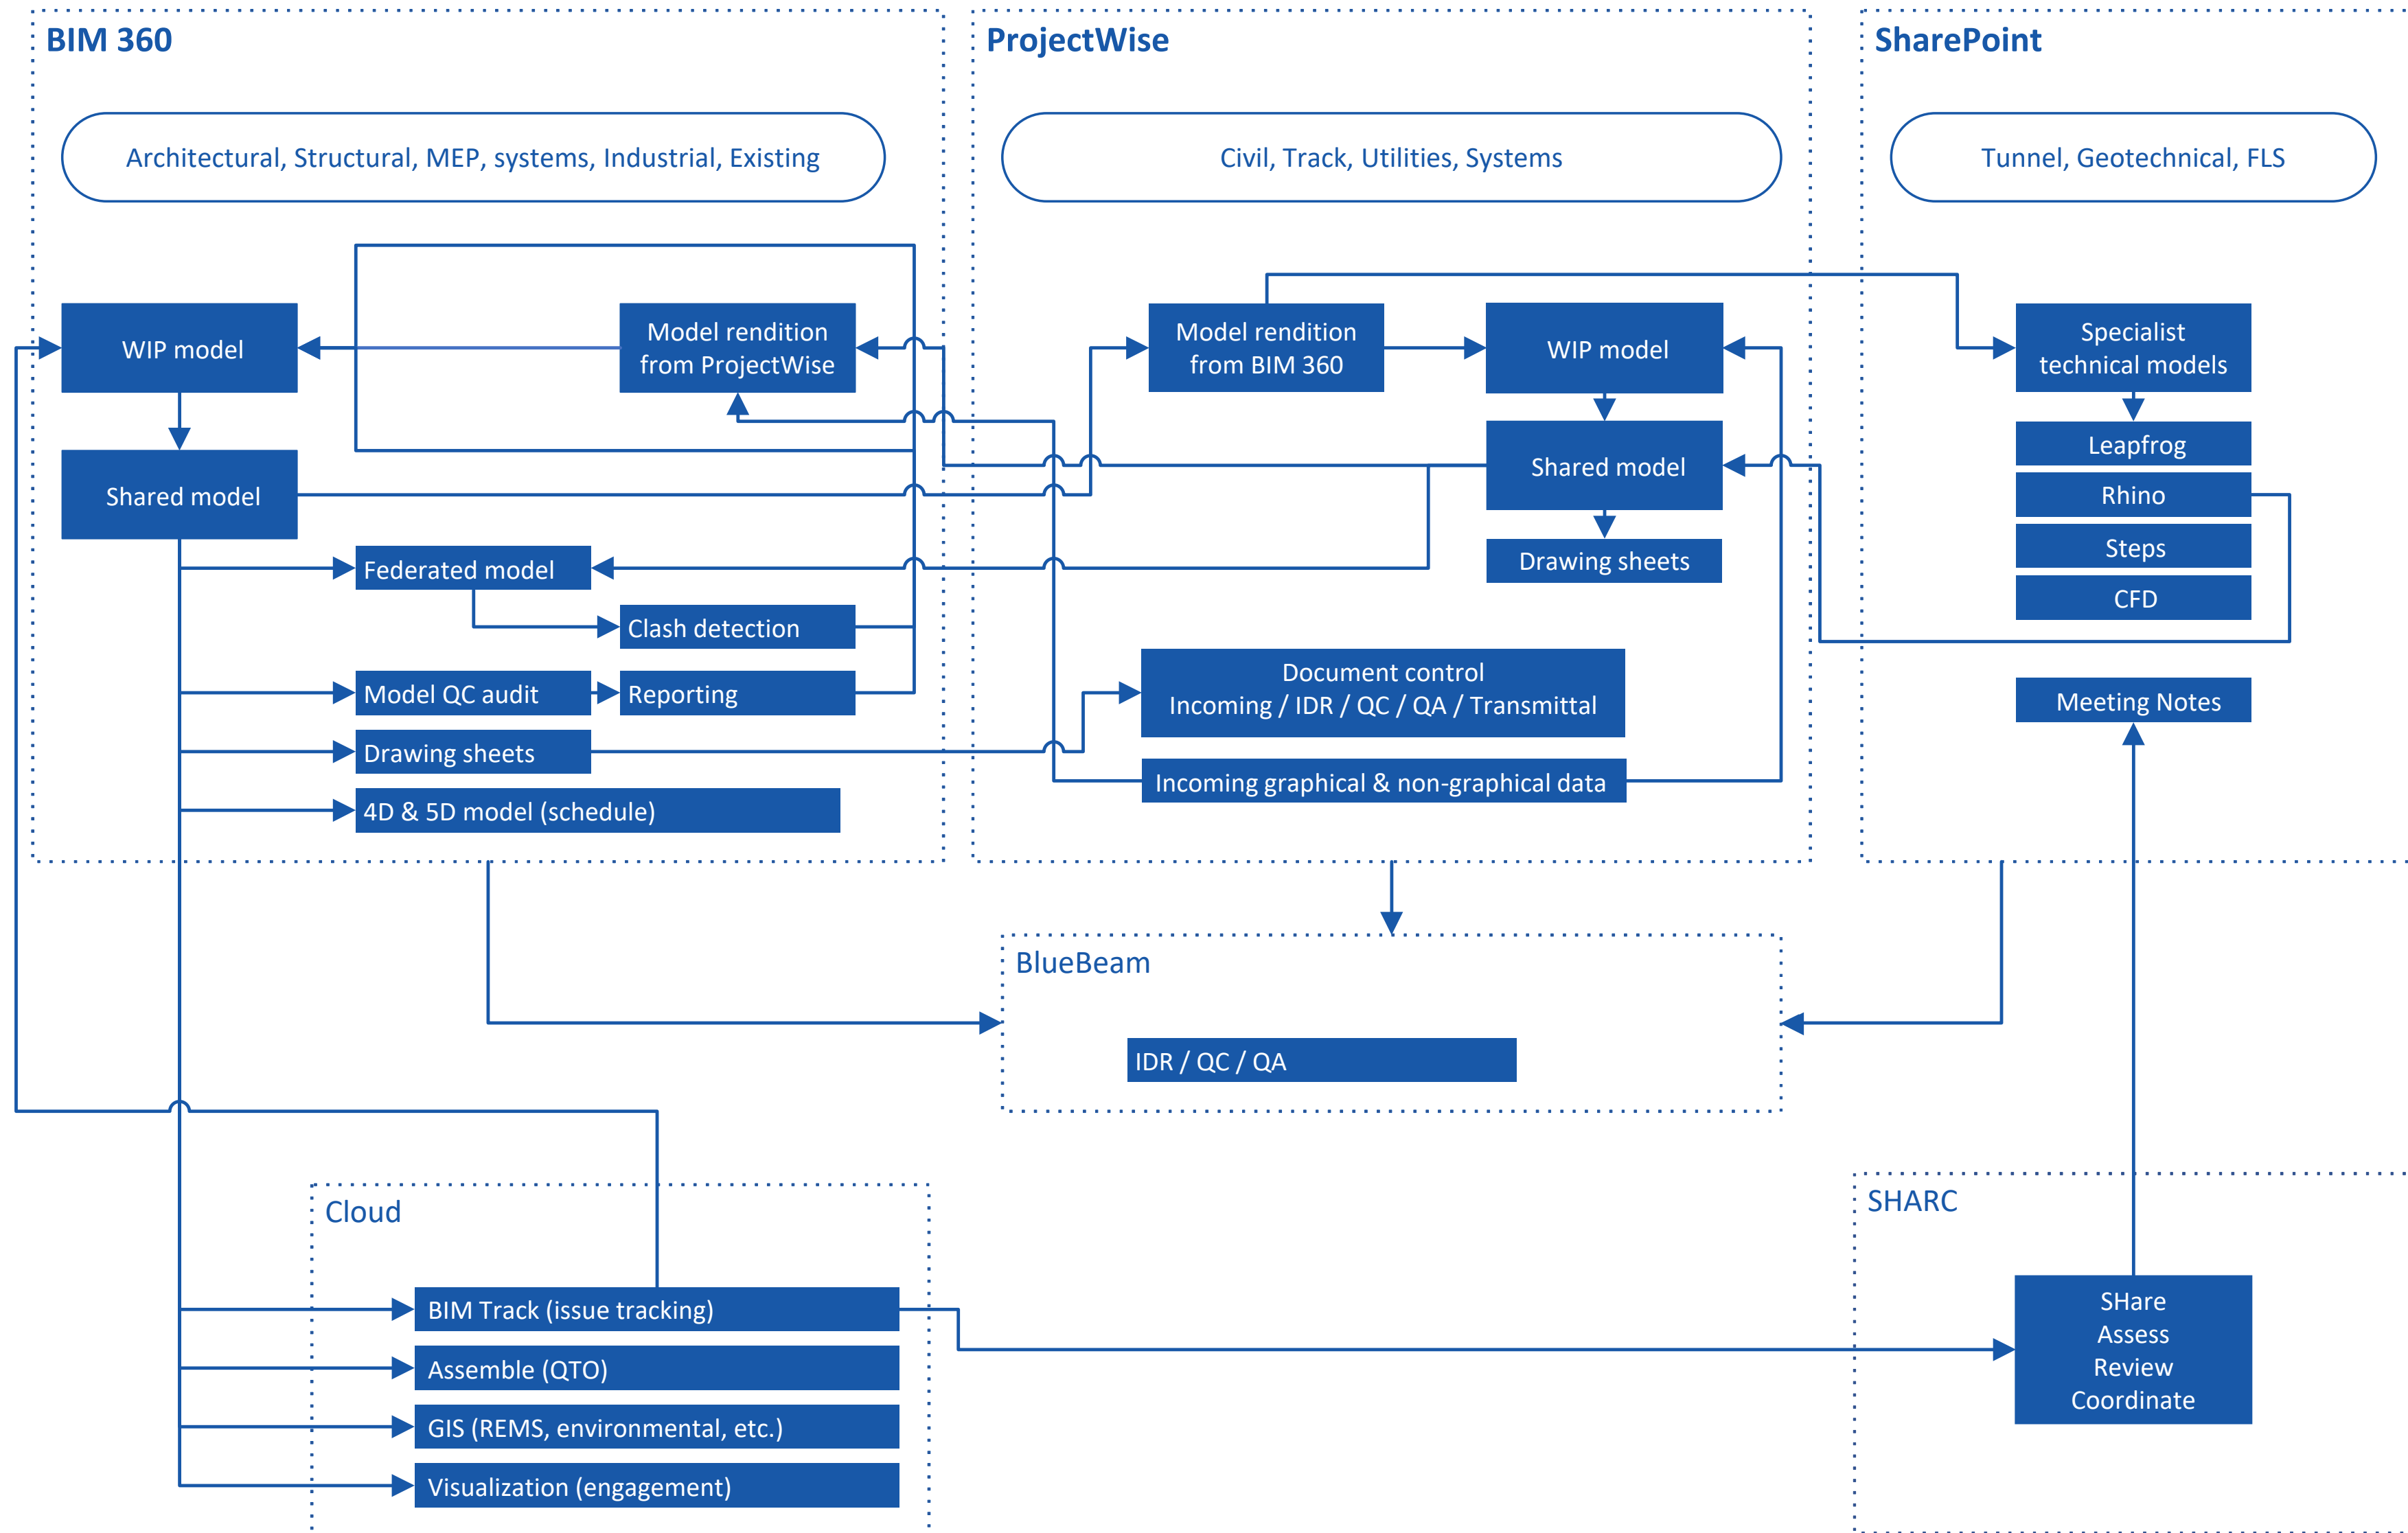 BIM 360
Architectural, Structural, MEP, systems, Industrial, Existing
WIP model
Model rendition
from ProjectWise
Shared model
Federated model
Clash detection
Model QC audit
Reporting
Drawing sheets
4D & 5D model (schedule)
ProjectWise
Civil, Track, Utilities, Systems
Model rendition
from BIM 360
WIP model
Shared model
Drawing sheets
Document control
Incoming / IDR / QC / QA / Transmittal
Incoming graphical & non-graphical data
SharePoint
Tunnel, Geotechnical, FLS
Specialist
technical models
Leapfrog
Rhino
Steps
CFD
Meeting Notes
BlueBeam
IDR / QC / QA
Cloud
BIM Track (issue tracking)
Assemble (QTO)
GIS (REMS, environmental, etc.)
Visualization (engagement)
SHARC
SHare
Assess
Review
Coordinate